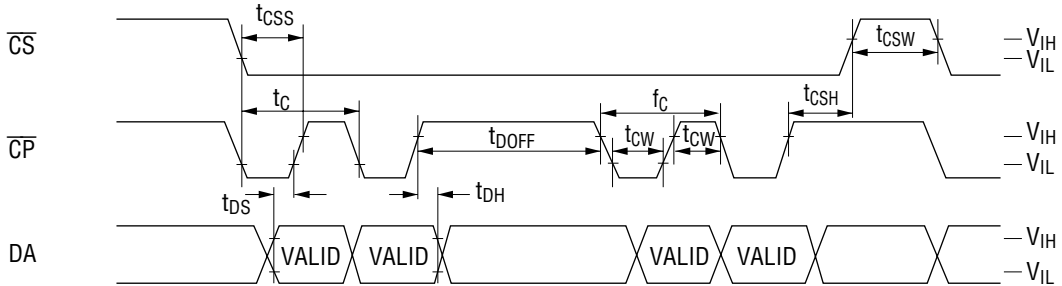 CS
tCSS
tCSW
VIH
VIL
tC
fC
tCSH
CP
tDOFF
tCW
tCW
VIH
VIL
tDS
tDH
DA
VALID
VALID
VALID
VALID
VIH
VIL